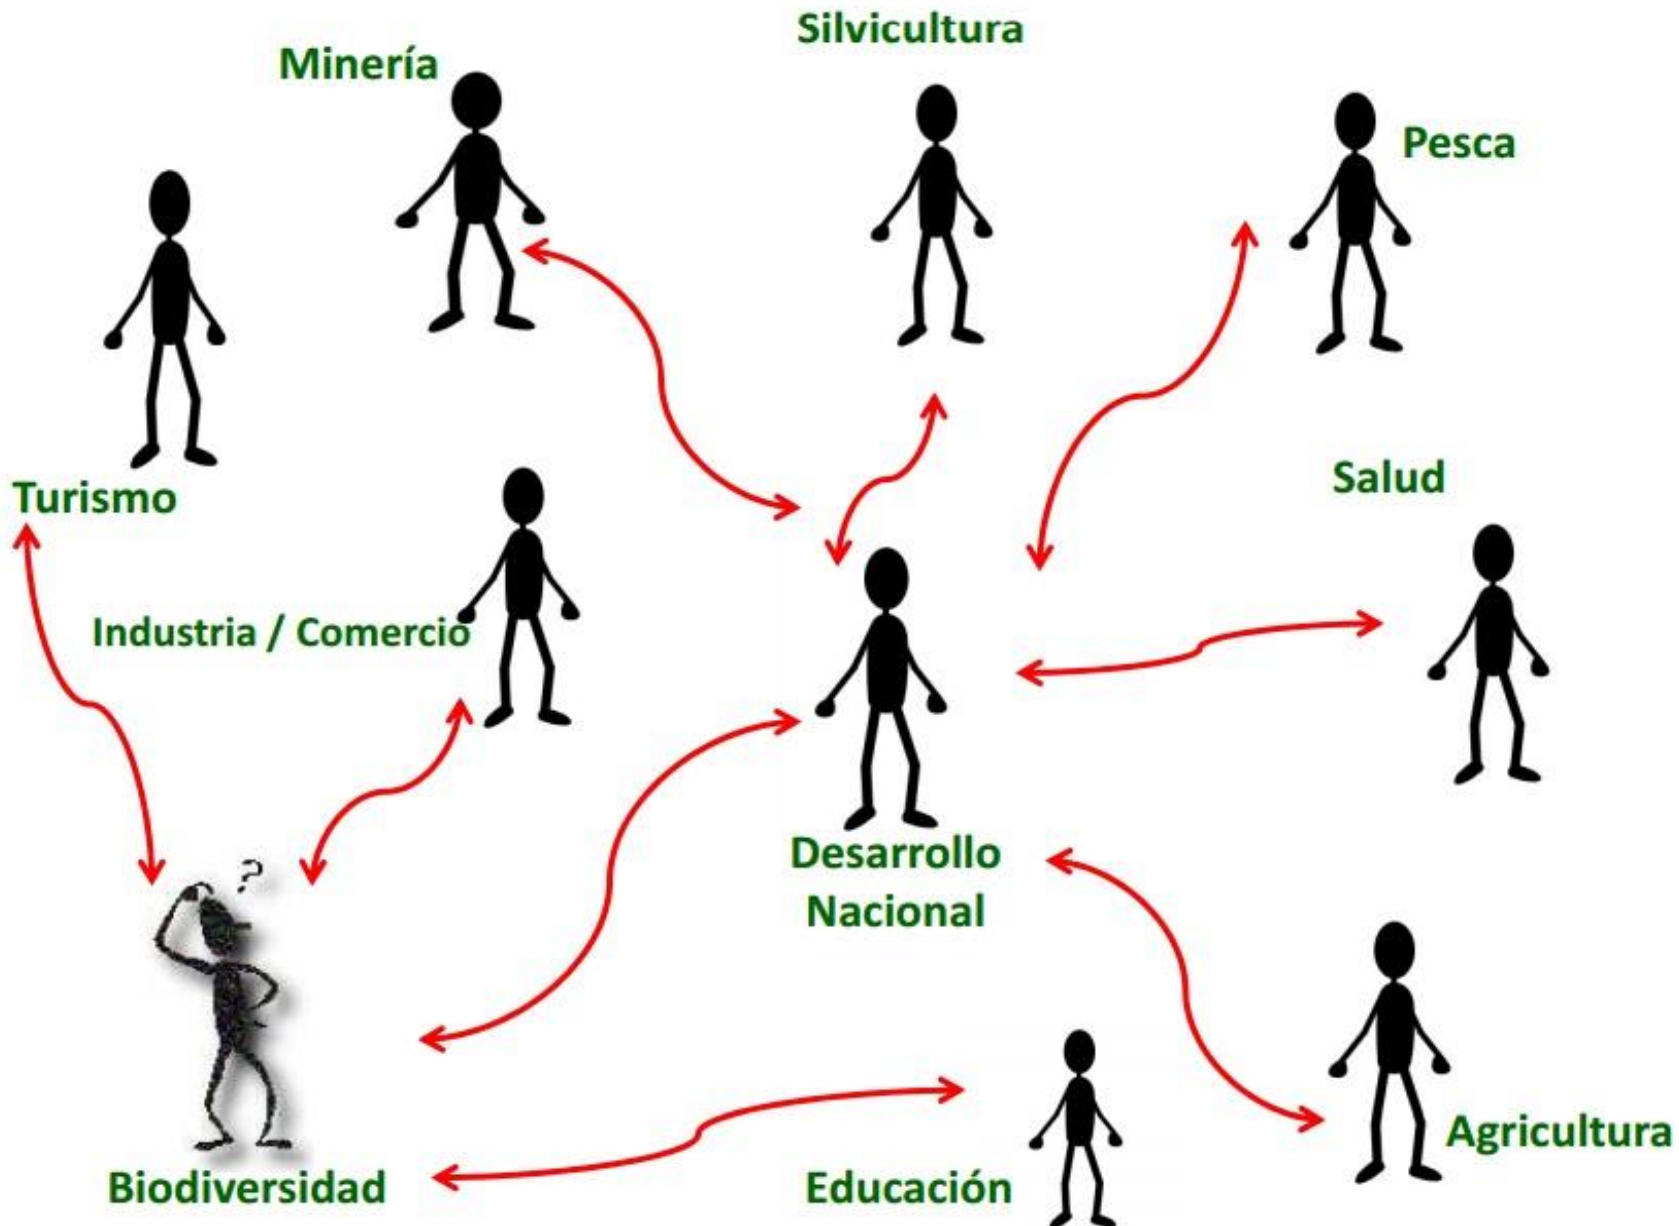 Silvicultura
Minería
Pesca
Salud
Turismo
Industria / Comercio
?
Desarrollo
Nacional
Agricultura
Biodiversidad
Educación